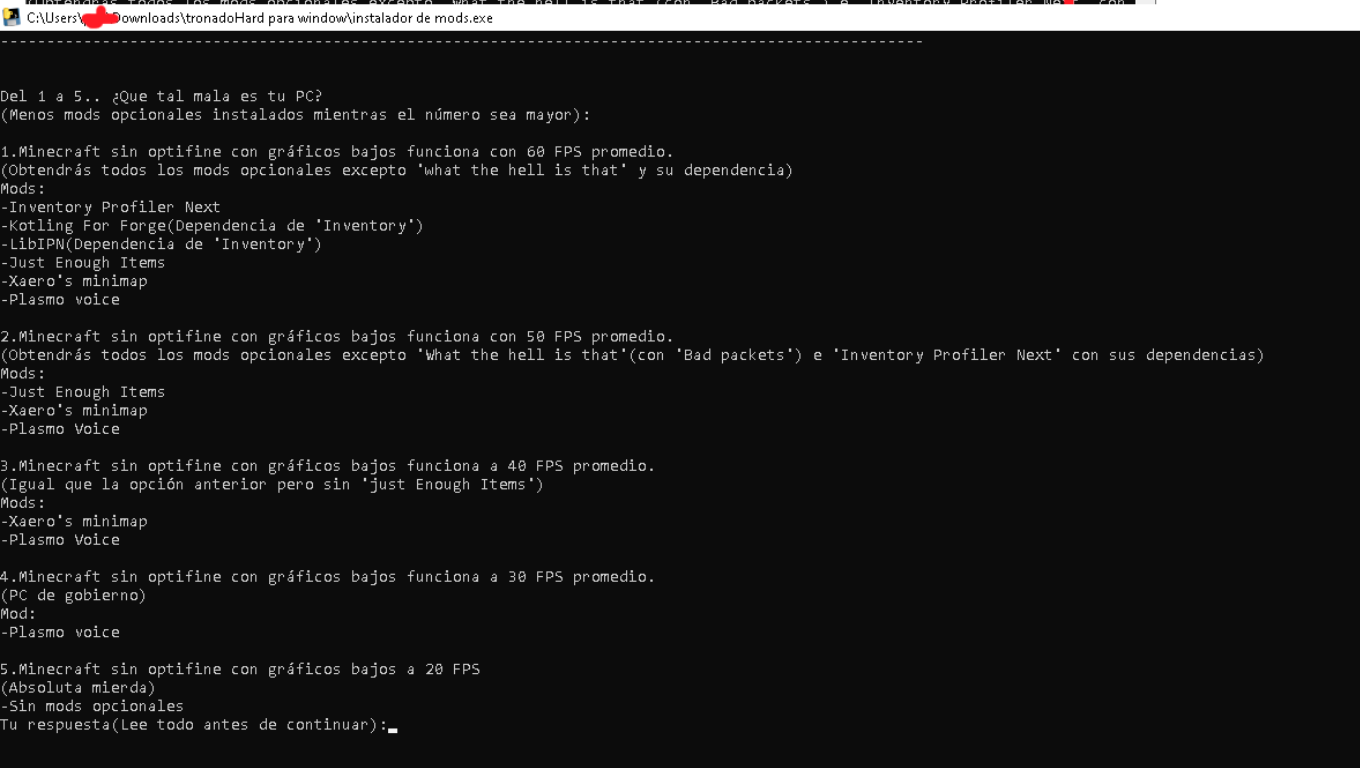 C:\Users\ Downloads\tronadoHard para window\instalador de mods.exe
------------------------------------------------------------------------------------------------
Del 1 a 5.. ¿Que tal mala es tu PC?
(Menos mods opcionales instalados mientras el número sea mayor):
1.Minecraft sin optifine con gráficos bajos funciona con 60 FPS promedio.
(Obtendrás todos los mods opcionales excepto 'what the hell is that' y su dependencia)
Mods:
-Inventory Profiler Next
-Kotling For Forge(Dependencia de 'Inventory')
-LibIPN(Dependencia de 'Inventory')
-Just Enough Items
-Xaero's minimap
-Plasmo voice
2.Minecraft sin optifine con gráficos bajos funciona con 50 FPS promedio.
(Obtendrás todos los mods opcionales excepto 'What the hell is that'(con 'Bad packets') e 'Inventory Profiler Next' con sus dependencias)
Mods:
-Just Enough Items
-Xaero's minimap
-Plasmo Voice
3.Minecraft sin optifine con gráficos bajos funciona a 40 FPS promedio.
(Igual que la opción anterior pero sin 'just Enough Items')
Mods:
-Xaero's minimap
-Plasmo Voice
4.Minecraft sin optifine con gráficos bajos funciona a 30 FPS promedio.
(PC de gobierno)
Mod:
-Plasmo voice
5.Minecraft sin optifine con gráficos bajos a 20 FPS
(Absoluta mierda)
-Sin mods opcionales
Tu respuesta(Lee todo antes de continuar):